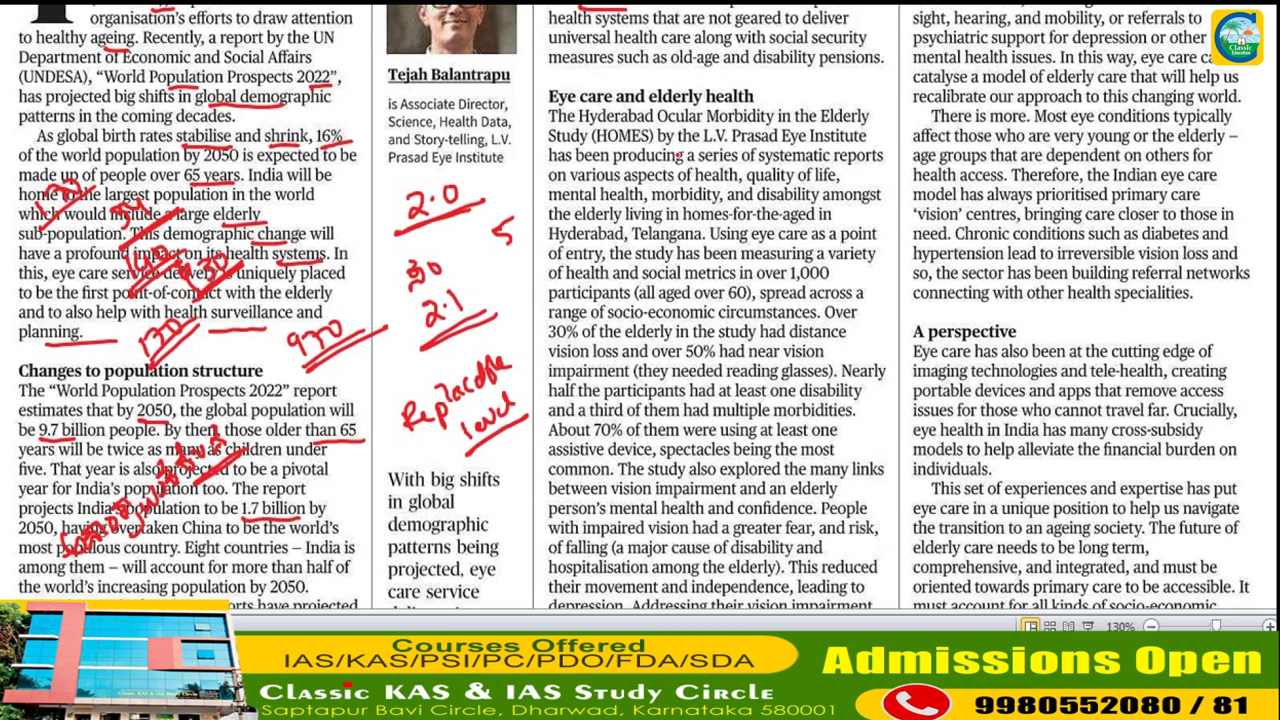 organisation's efforts to draw attention
to healthy ageing. Recently, a report by the UN
Department of Economic and Social Affairs
(UNDESA), "World Population Prospects 2022",
has projected big shifts in global demographic
patterns in the coming decades.
As global birth rates stabilise and shrink, 16%
of the world population by 2050 is expected to be
made up of people over 65 years. India will be
home to the largest population in the world
which would include a large elderly
sub-population. This demographic change will
have a profound impact on its health systems. In
this, eye care service delivery is uniquely placed
to be the first point-of-contact with the elderly
and to also help with health surveillance and
planning.
Changes to population structure
The "World Population Prospects 2022" report
estimates that by 2050, the global population will
be 9.7 billion people. By then, those older than 65
years will be twice as many as children under
five. That year is also projected to be a pivotal
year for India's population too. The report
projects India's population to be 1.7 billion by
2050, having overtaken China to be the world's
most populous country. Eight countries – India is
among them – will account for more than half of
the world's increasing population by 2050.
Tejah Balantrapu
is Associate Director,
Science, Health Data,
and Story-telling, L.V.
Prasad Eye Institute
2.0
5
30
2.1
Replaceable
level
930
130
With big shifts
in global
demographic
patterns being
projected, eye
care service
health systems that are not geared to deliver
universal health care along with social security
measures such as old-age and disability pensions.
Eye care and elderly health
The Hyderabad Ocular Morbidity in the Elderly
Study (HOMES) by the L.V. Prasad Eye Institute
has been producing a series of systematic reports
on various aspects of health, quality of life,
mental health, morbidity, and disability amongst
the elderly living in homes-for-the-aged in
Hyderabad, Telangana. Using eye care as a point
of entry, the study has been measuring a variety
of health and social metrics in over 1,000
participants (all aged over 60), spread across a
range of socio-economic circumstances. Over
30% of the elderly in the study had distance
vision loss and over 50% had near vision
impairment (they needed reading glasses). Nearly
half the participants had at least one disability
and a third of them had multiple morbidities.
About 70% of them were using at least one
assistive device, spectacles being the most
common. The study also explored the many links
between vision impairment and an elderly
person's mental health and confidence. People
with impaired vision had a greater fear, and risk,
of falling (a major cause of disability and
hospitalisation among the elderly). This reduced
their movement and independence, leading to
depression. Addressing their vision impairment
sight, hearing, and mobility, or referrals to
psychiatric support for depression or other
mental health issues. In this way, eye care
catalyse a model of elderly care that will help us
recalibrate our approach to this changing world.
There is more. Most eye conditions typically
affect those who are very young or the elderly –
age groups that are dependent on others for
health access. Therefore, the Indian eye care
model has always prioritised primary care
'vision' centres, bringing care closer to those in
need. Chronic conditions such as diabetes and
hypertension lead to irreversible vision loss and
so, the sector has been building referral networks
connecting with other health specialities.
A perspective
Eye care has also been at the cutting edge of
imaging technologies and tele-health, creating
portable devices and apps that remove access
issues for those who cannot travel far. Crucially,
eye health in India has many cross-subsidy
models to help alleviate the financial burden on
individuals.
This set of experiences and expertise has put
eye care in a unique position to help us navigate
the transition to an ageing society. The future of
elderly care needs to be long term,
comprehensive, and integrated, and must be
oriented towards primary care to be accessible. It
must account for all kinds of socio-economic
Classic
Education
130%
Courses Offered
IAS/KAS/PSI/PC/PDO/FDA/SDA
Classic KAS & IAS Study Circle
Saptapur Bavi Circle, Dharwad, Karnataka 580001
Admissions Open
9980552080 / 81